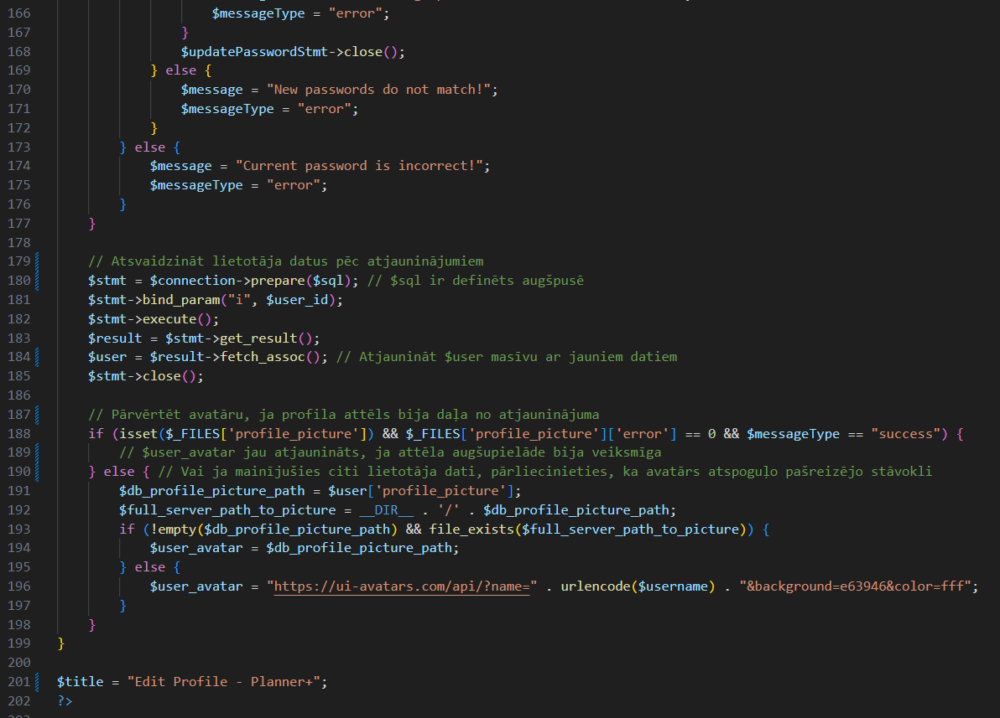 166 $messageType = "error";
167 }
168 $updatePasswordStmt->close();
169 } else {
170 $message = "New passwords do not match!";
171 $messageType = "error";
172 }
173 } else {
174 $message = "Current password is incorrect!";
175 $messageType = "error";
176 }
177 }
178
179 // Atsvaidzināt lietotāja datus pēc atjauninājumiem
180 $stmt = $connection->prepare($sql); // $sql ir definēts augšpusē
181 $stmt->bind_param("i", $user_id);
182 $stmt->execute();
183 $result = $stmt->get_result();
184 $user = $result->fetch_assoc(); // Atjaunināt $user masīvu ar jauniem datiem
185 $stmt->close();
186
187 // Pārvērtēt avatāru, ja profila attēls bija daļa no atjauninājuma
188 if (isset($_FILES['profile_picture']) && $_FILES['profile_picture']['error'] == 0 && $messageType == "success") {
189 // $user_avatar jau atjaunināts, ja attēla augšupielāde bija veiksmīga
190 } else { // Vai ja mainījušies citi lietotāja dati, pārliecinieties, ka avatārs atspoguļo pašreizējo stāvokli
191 $db_profile_picture_path = $user['profile_picture'];
192 $full_server_path_to_picture = __DIR__ . '/' . $db_profile_picture_path;
193 if (!empty($db_profile_picture_path) && file_exists($full_server_path_to_picture)) {
194 $user_avatar = $db_profile_picture_path;
195 } else {
196 $user_avatar = "https://ui-avatars.com/api/?name=" . urlencode($username) . "&background=e63946&color=fff";
197 }
198 }
199 }
200
201 $title = "Edit Profile - Planner+";
202 ?>